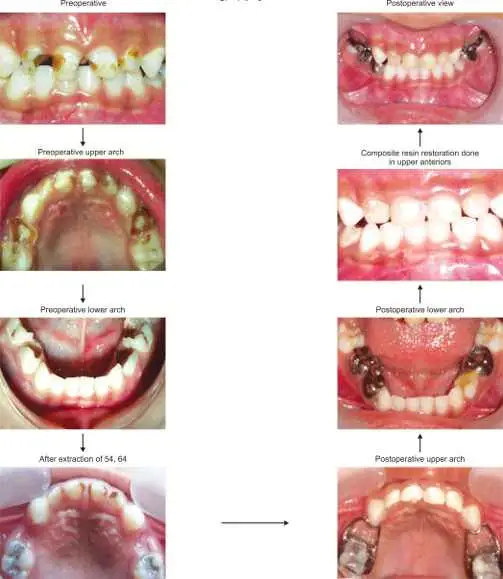 Preoperative
Preoperative upper arch
Preoperative lower arch
After extraction of 54, 64
Postoperative view
Composite resin restoration done
in upper anteriors
Postoperative lower arch
Postoperative upper arch